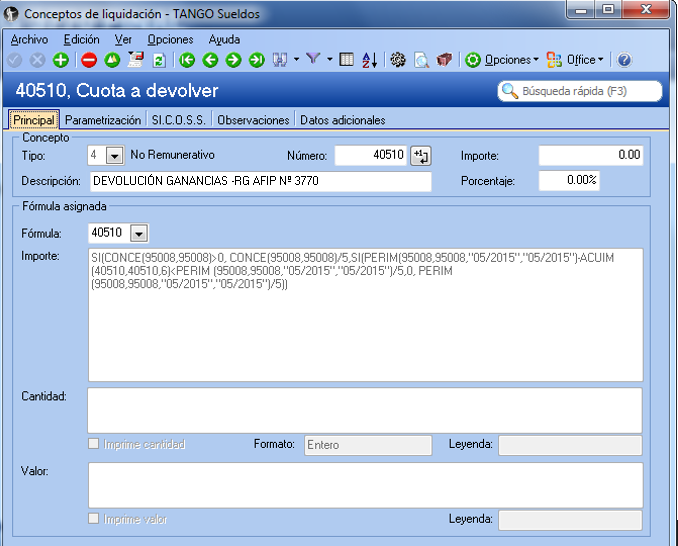 Conceptos de liquidación - TANGO Sueldos
Archivo Edición Ver Opciones Ayuda
Opciones Office
40510, Cuota a devolver
Búsqueda rápida (F3)
Principal Parametrización SI.C.O.S.S. Observaciones Datos adicionales
Concepto
Tipo: 4 No Remunerativo Número: 40510 Importe: 0.00
Descripción: DEVOLUCIÓN GANANCIAS -RG AFIP Nº 3770 Porcentaje: 0.00%
Fórmula asignada
Fórmula: 40510
Importe: SI(CONCE(95008,95008)>0, CONCE(95008,95008)/5,SI(PERIM(95008,95008,"05/2015","05/2015")-ACUIM
(40510,40510,6)<PERIM (95008,95008,"05/2015","05/2015")/5,0, PERIM
(95008,95008,"05/2015","05/2015")/5))
Cantidad:
Imprime cantidad Formato: Entero Leyenda:
Valor:
Imprime valor Leyenda: